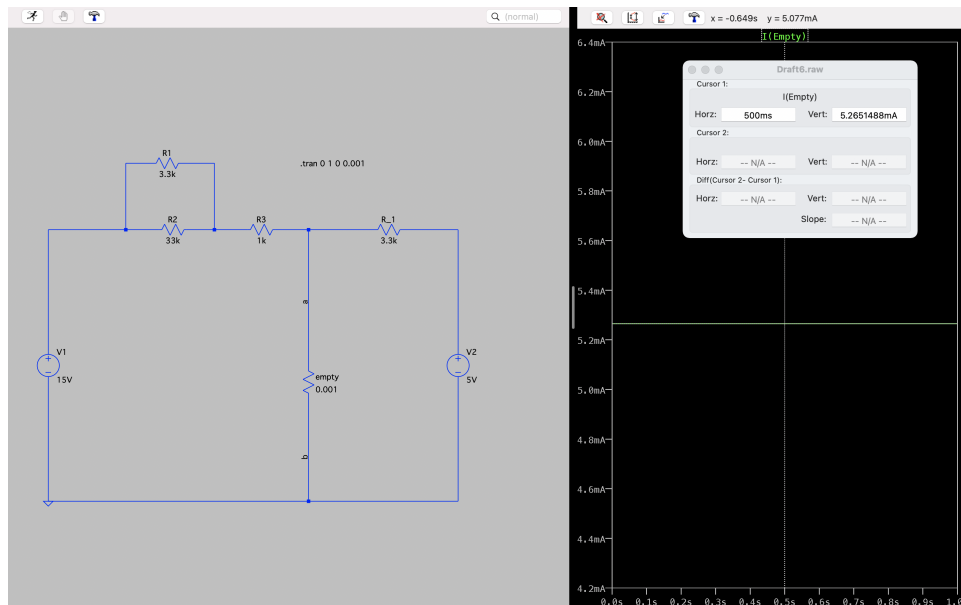 (normal)
x = -0.649s y = 5.077mA
R1
3.3k
.tran 0 1 0 0.001
R2
33k
R3
1k
R_1
3.3k
a
V1
15V
empty
0.001
V2
5V
b
I(Empty)
6.4mA
6.2mA
6.0mA
5.8mA
5.6mA
5.4mA
5.2mA
5.0mA
4.8mA
4.6mA
4.4mA
4.2mA
0.0s 0.1s 0.2s 0.3s 0.4s 0.5s 0.6s 0.7s 0.8s 0.9s
Draft6.raw
Cursor 1:
I(Empty)
Horz: 500ms Vert: 5.2651488mA
Cursor 2:
Horz: -- N/A -- Vert: -- N/A --
Diff(Cursor 2- Cursor 1):
Horz: -- N/A -- Vert: -- N/A --
Slope: -- N/A --